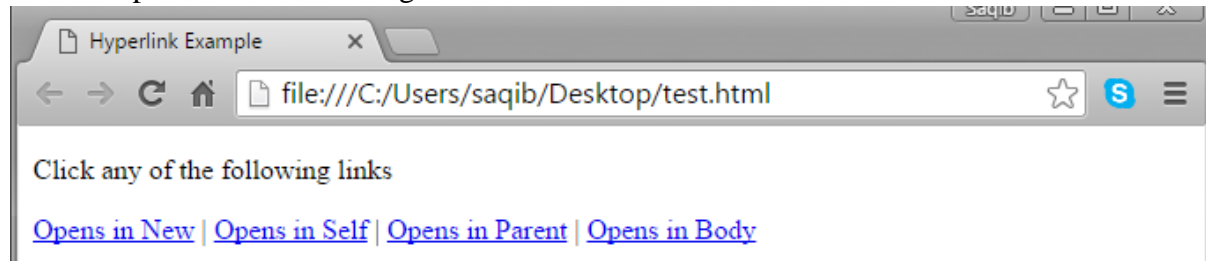 saqib
Hyperlink Example
file:///C:/Users/saqib/Desktop/test.html
Click any of the following links
Opens in New | Opens in Self | Opens in Parent | Opens in Body